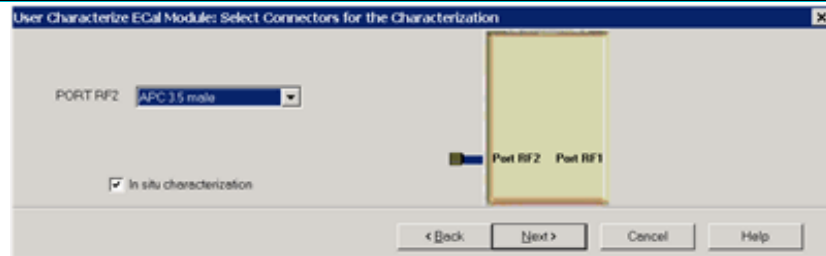 User Characterize ECal Module: Select Connectors for the Characterization
PORT RF2 APC 3.5 male
Port RF2 Port RF1
In situ characterization
< Back Next > Cancel Help